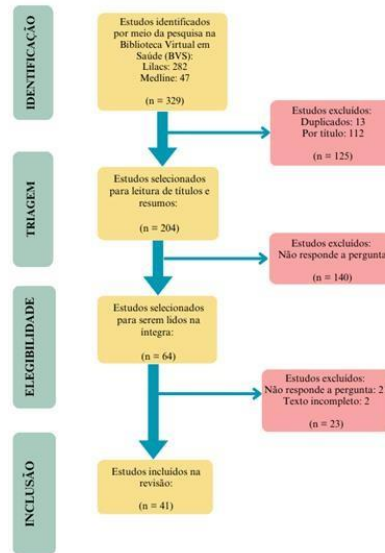 IDENTIFICAÇÃO
Estudos identificados
por meio da pesquisa na
Biblioteca Virtual em
Saúde (BVS):
Lilacs: 282
Medline: 47
(n = 329)
Estudos excluídos:
Duplicados: 13
Por título: 112
(n = 125)
TRIAGEM
Estudos selecionados
para leitura de títulos e
resumos:
(n = 204)
Estudos excluídos:
Não responde a pergunta
(n = 140)
ELEGIBILIDADE
Estudos selecionados
para serem lidos na
íntegra:
(n = 64)
Estudos excluídos:
Não responde a pergunta: 2
Texto incompleto: 2
(n = 23)
INCLUSÃO
Estudos incluídos na
revisão:
(n = 41)